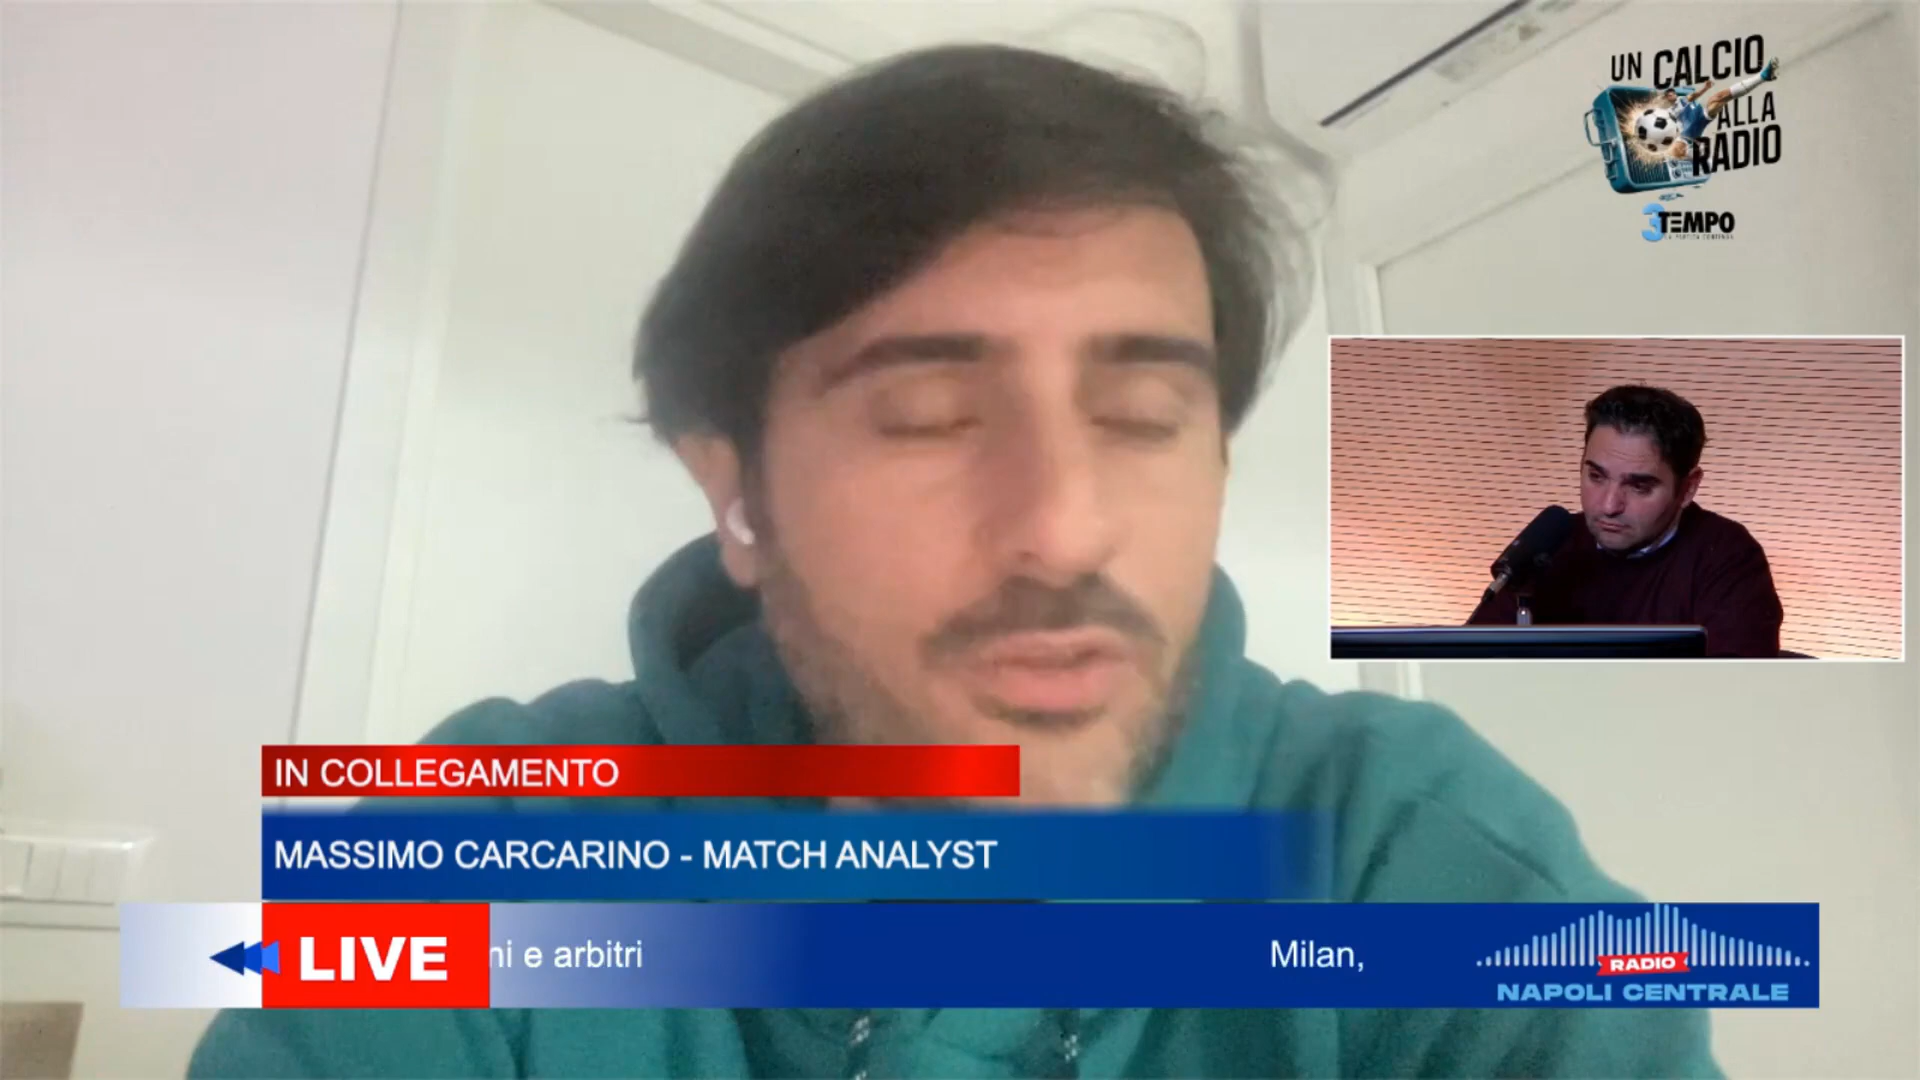 UN CALCIO
ALLA
RADIO
3TEMPO
IN COLLEGAMENTO
MASSIMO CARCARINO - MATCH ANALYST
LIVE
ni e arbitri
Milan,
RADIO
NAPOLI CENTRALE